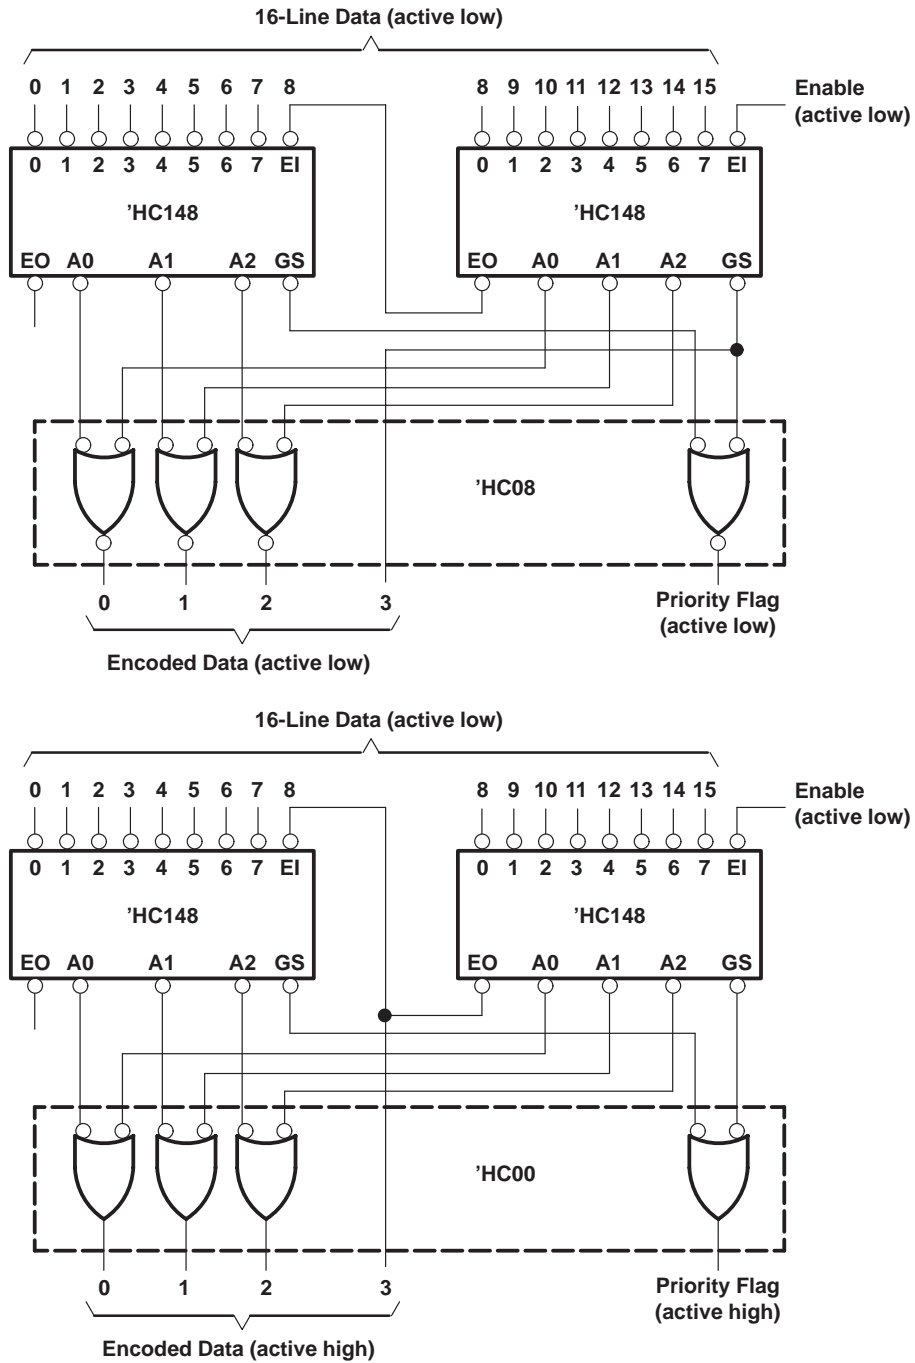 16-Line Data (active low)
0 1 2 3 4 5 6 7 8 8 9 10 11 12 13 14 15 Enable
(active low)
0 1 2 3 4 5 6 7 EI 0 1 2 3 4 5 6 7 EI
’HC148 ’HC148
EO A0 A1 A2 GS EO A0 A1 A2 GS
’HC08
0 1 2 3 Priority Flag
(active low)
Encoded Data (active low)
16-Line Data (active low)
0 1 2 3 4 5 6 7 8 8 9 10 11 12 13 14 15 Enable
(active low)
0 1 2 3 4 5 6 7 EI 0 1 2 3 4 5 6 7 EI
’HC148 ’HC148
EO A0 A1 A2 GS EO A0 A1 A2 GS
’HC00
0 1 2 3 Priority Flag
(active high)
Encoded Data (active high)